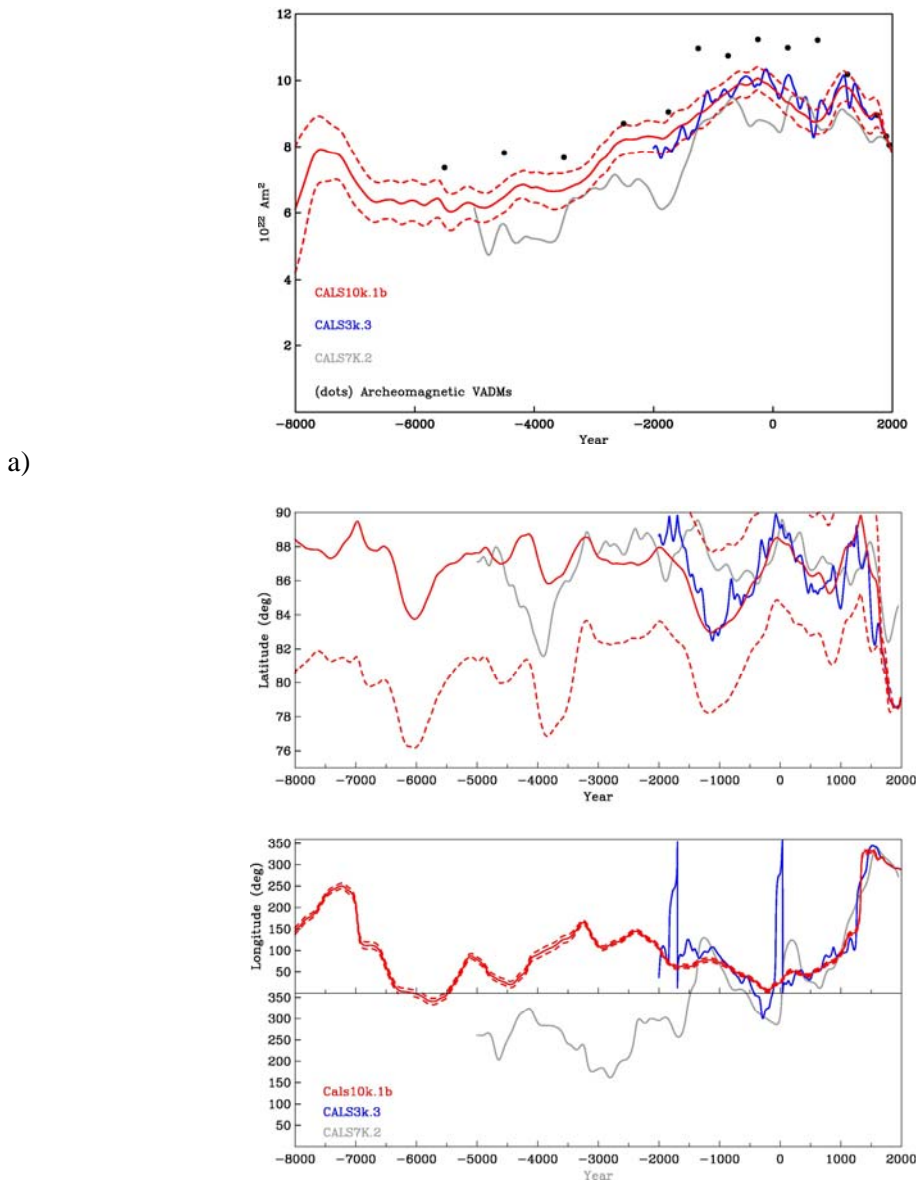 12
10
8
6
4
2
10²² Am²
CALS10k.1b
CALS3k.3
CALS7K.2
(dots) Archeomagnetic VADMs
-8000 -6000 -4000 -2000 0 2000
Year
a)
90
88
86
84
82
80
78
76
Latitude (deg)
-8000 -7000 -6000 -5000 -4000 -3000 -2000 -1000 0 1000 2000
Year
350
300
250
200
150
100
50
Longitude (deg)
350
300
250
200
150
100
50
Cals10k.1b
CALS3k.3
CALS7K.2
-8000 -7000 -6000 -5000 -4000 -3000 -2000 -1000 0 1000 2000
Year